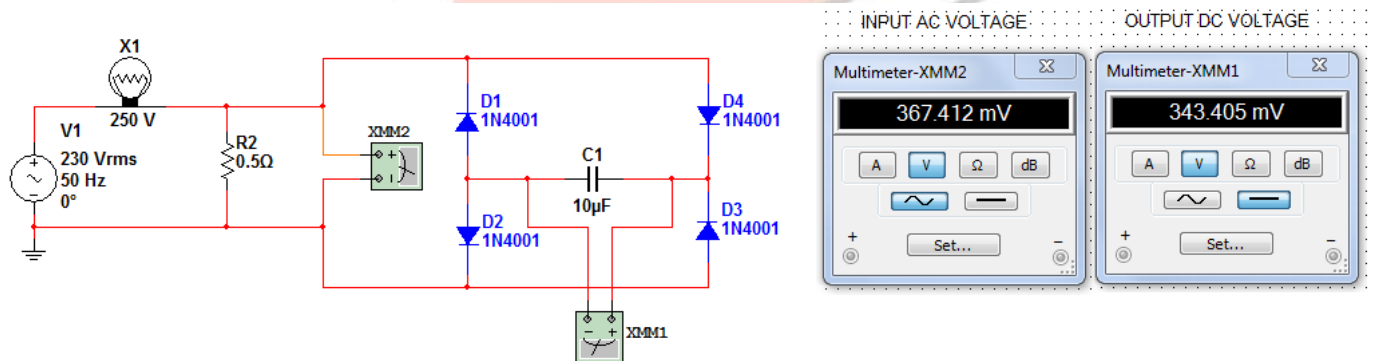 INPUT AC VOLTAGE
OUTPUT DC VOLTAGE
X1
250 V
V1
230 Vrms
50 Hz
0°
R2
0.5Ω
XMM2
D1
1N4001
D4
1N4001
C1
10µF
D2
1N4001
D3
1N4001
XMM1
Multimeter-XMM2
367.412 mV
A V Ω dB
Set...
Multimeter-XMM1
343.405 mV
A V Ω dB
Set...